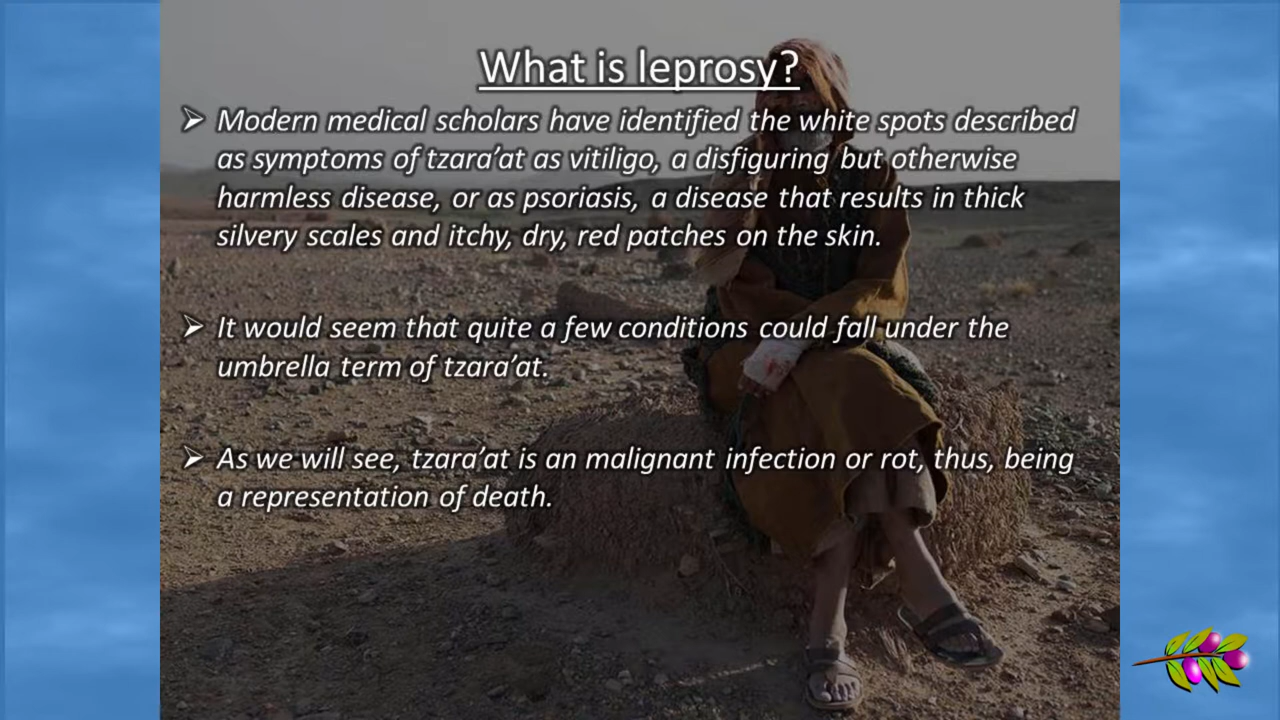 What is leprosy?
➢ Modern medical scholars have identified the white spots described
as symptoms of tzara’at as vitiligo, a disfiguring but otherwise
harmless disease, or as psoriasis, a disease that results in thick
silvery scales and itchy, dry, red patches on the skin.
➢ It would seem that quite a few conditions could fall under the
umbrella term of tzara’at.
➢ As we will see, tzara’at is an malignant infection or rot, thus, being
a representation of death.